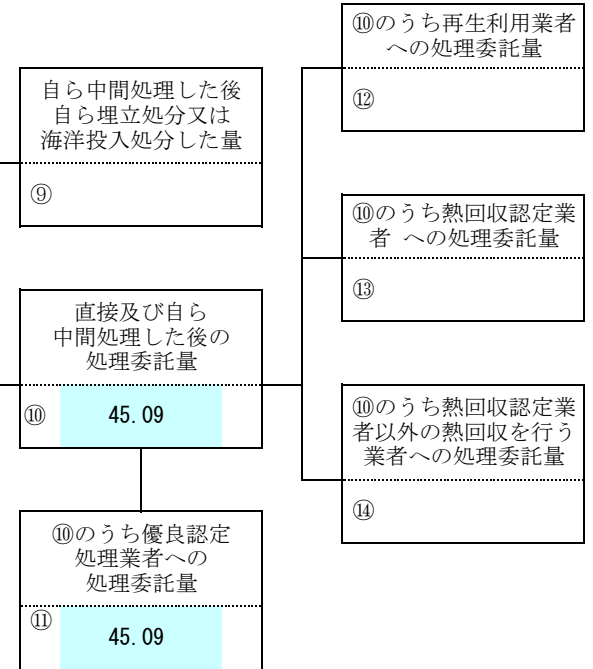 自ら中間処理した後
自ら埋立処分又は
海洋投入処分した量
⑨
直接及び自ら
中間処理した後の
処理委託量
⑩ 45.09
⑩のうち優良認定
処理業者への
処理委託量
⑪ 45.09
⑩のうち再生利用業者
への処理委託量
⑫
⑩のうち熱回収認定業
者 への処理委託量
⑬
⑩のうち熱回収認定業
者以外の熱回収を行う
業者への処理委託量
⑭